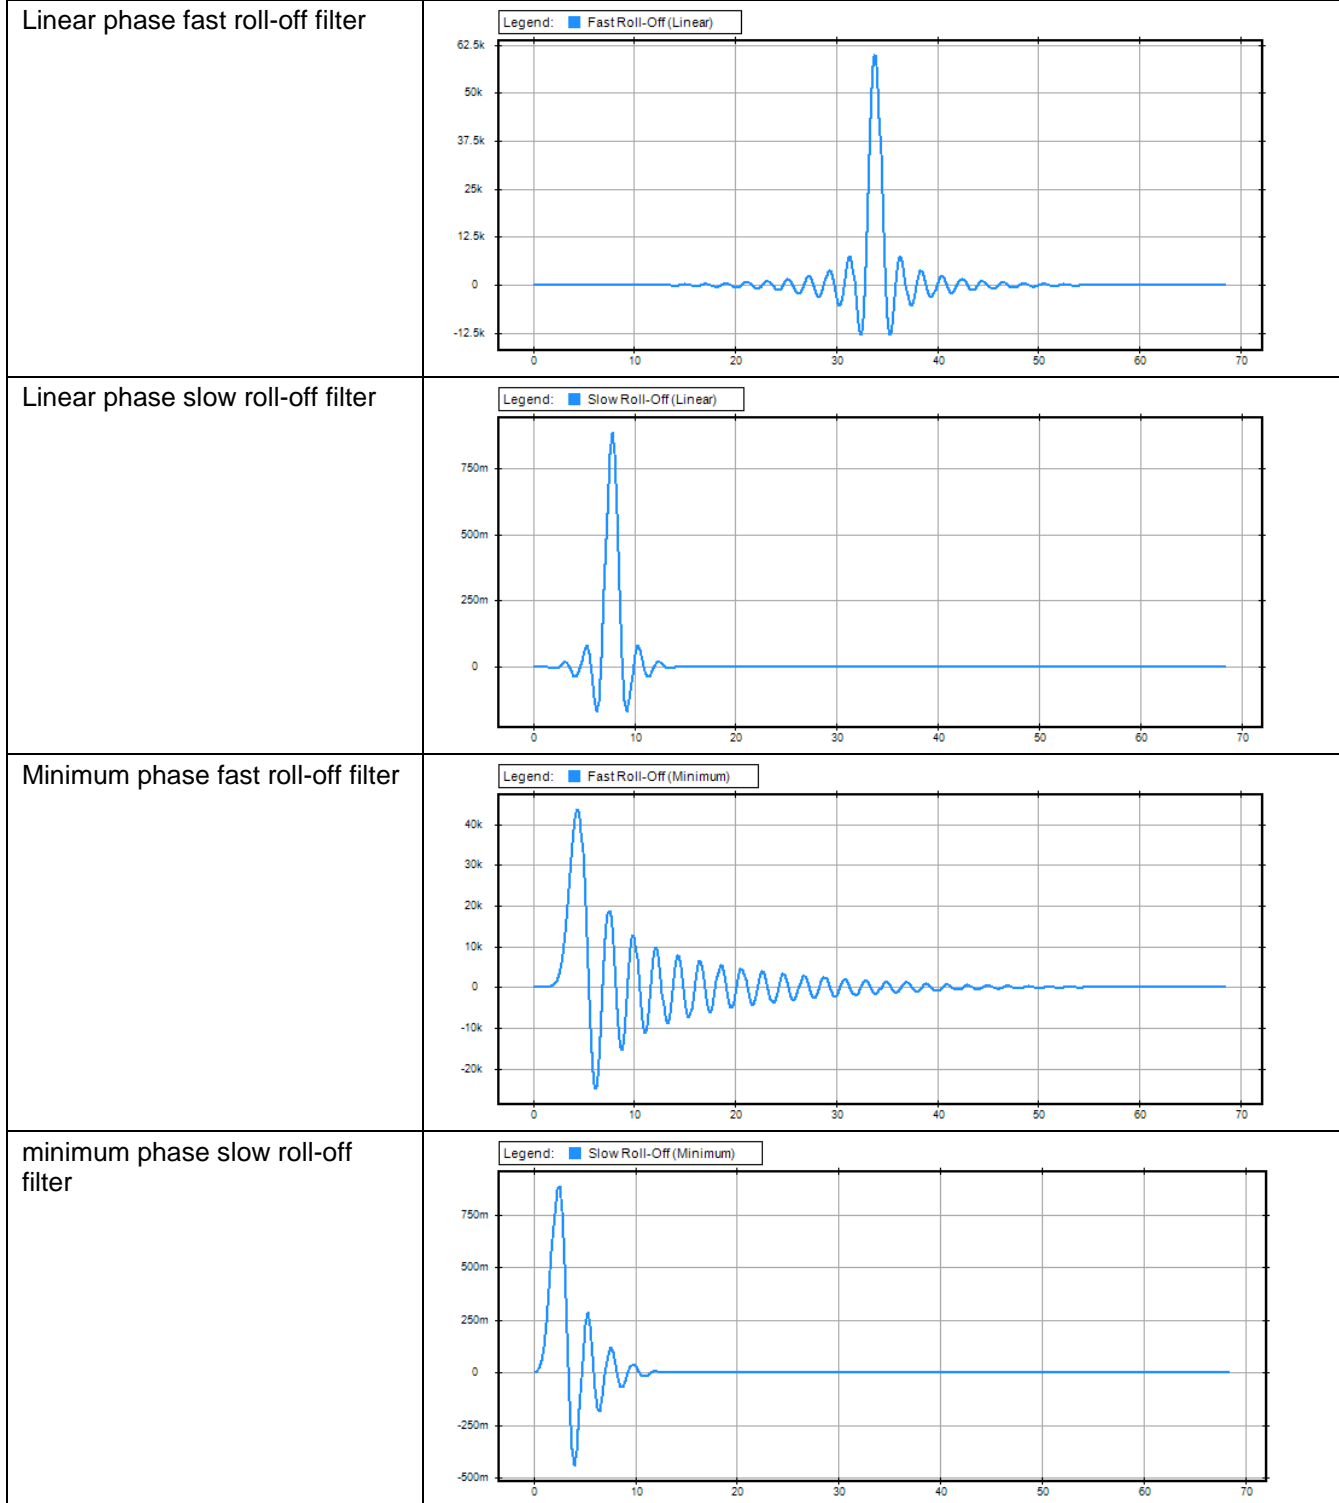 Linear phase fast roll-off filter
Legend: Fast Roll-Off (Linear)
62.5k
50k
37.5k
25k
12.5k
0
-12.5k
0 10 20 30 40 50 60 70
Linear phase slow roll-off filter
Legend: Slow Roll-Off (Linear)
750m
500m
250m
0
0 10 20 30 40 50 60 70
Minimum phase fast roll-off filter
Legend: Fast Roll-Off (Minimum)
40k
30k
20k
10k
0
-10k
-20k
0 10 20 30 40 50 60 70
minimum phase slow roll-off
filter
Legend: Slow Roll-Off (Minimum)
750m
500m
250m
0
-250m
-500m
0 10 20 30 40 50 60 70